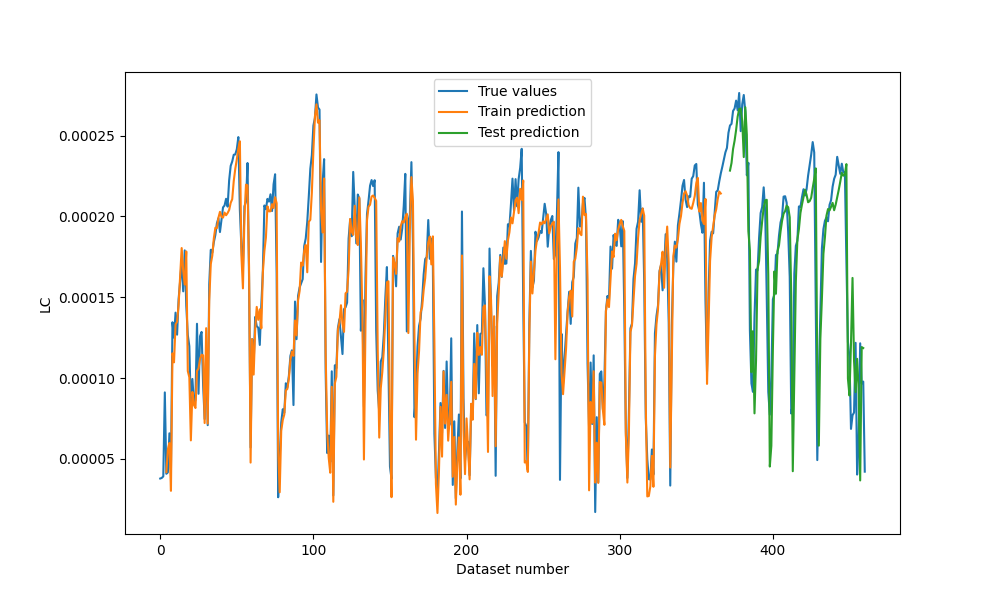 True values
Train prediction
Test prediction
0.00025
0.00020
0.00015
0.00010
0.00005
LC
0 100 200 300 400
Dataset number